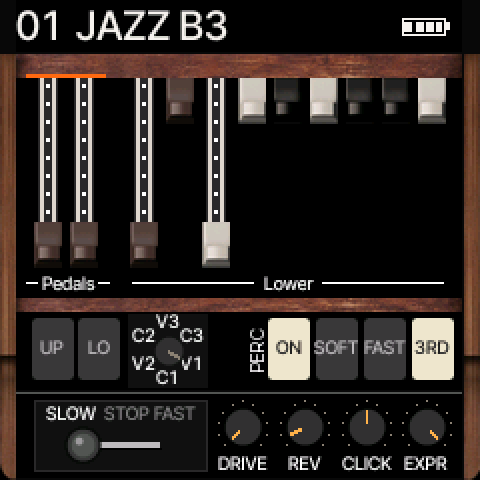 01 JAZZ B3
Pedals Lower
V3
C2 C3
V2 V1
C1
UP LO PERC ON SOFT FAST 3RD
SLOW STOP FAST
DRIVE REV CLICK EXPR